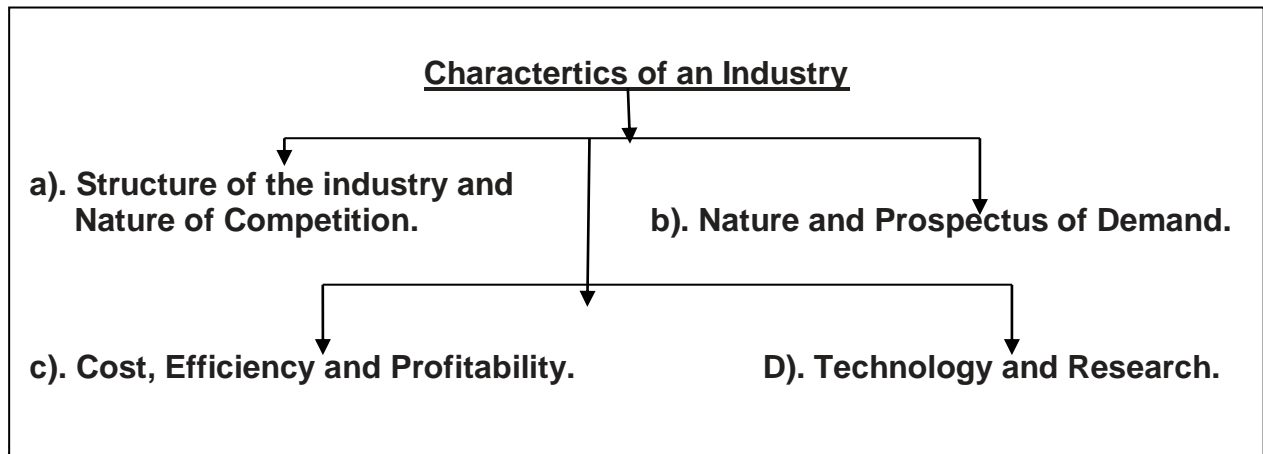 Charactertics of an Industry
a). Structure of the industry and
Nature of Competition.
b). Nature and Prospectus of Demand.
c). Cost, Efficiency and Profitability.
D). Technology and Research.